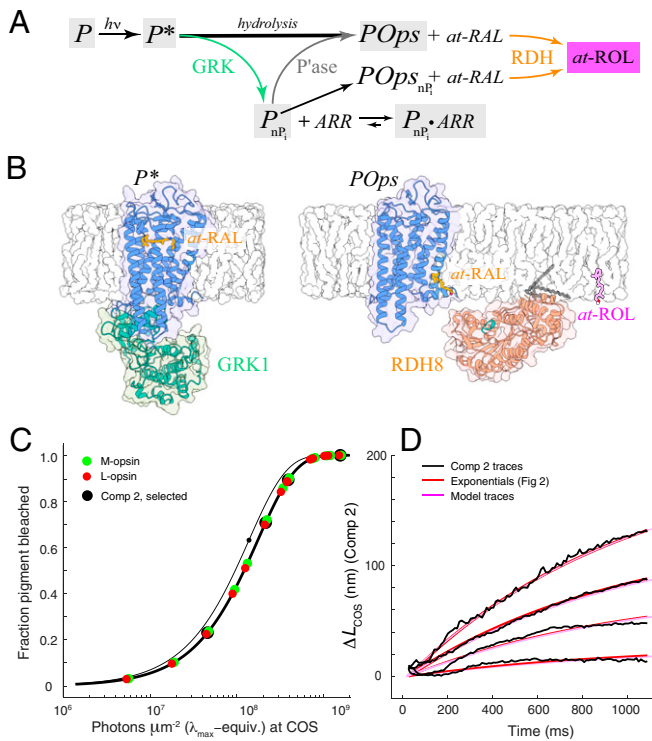 A
P hν P* hydrolysis POps + at-RAL
GRK P'ase RDH at-ROL
POps nPi + at-RAL
P nPi + ARR P nPi • ARR
B
P* POps
at-RAL
at-RAL
at-ROL
GRK1 RDH8
C
M-opsin
L-opsin
Comp 2, selected
Fraction pigment bleached
1.0
0.8
0.6
0.4
0.2
0
10^6 10^7 10^8 10^9
Photons μm^-2 (λmax–equiv.) at COS
D
Comp 2 traces
Exponentials (Fig 2)
Model traces
ΔLCOS (nm) (Comp 2)
200
100
0
0 200 400 600 800 1000
Time (ms)